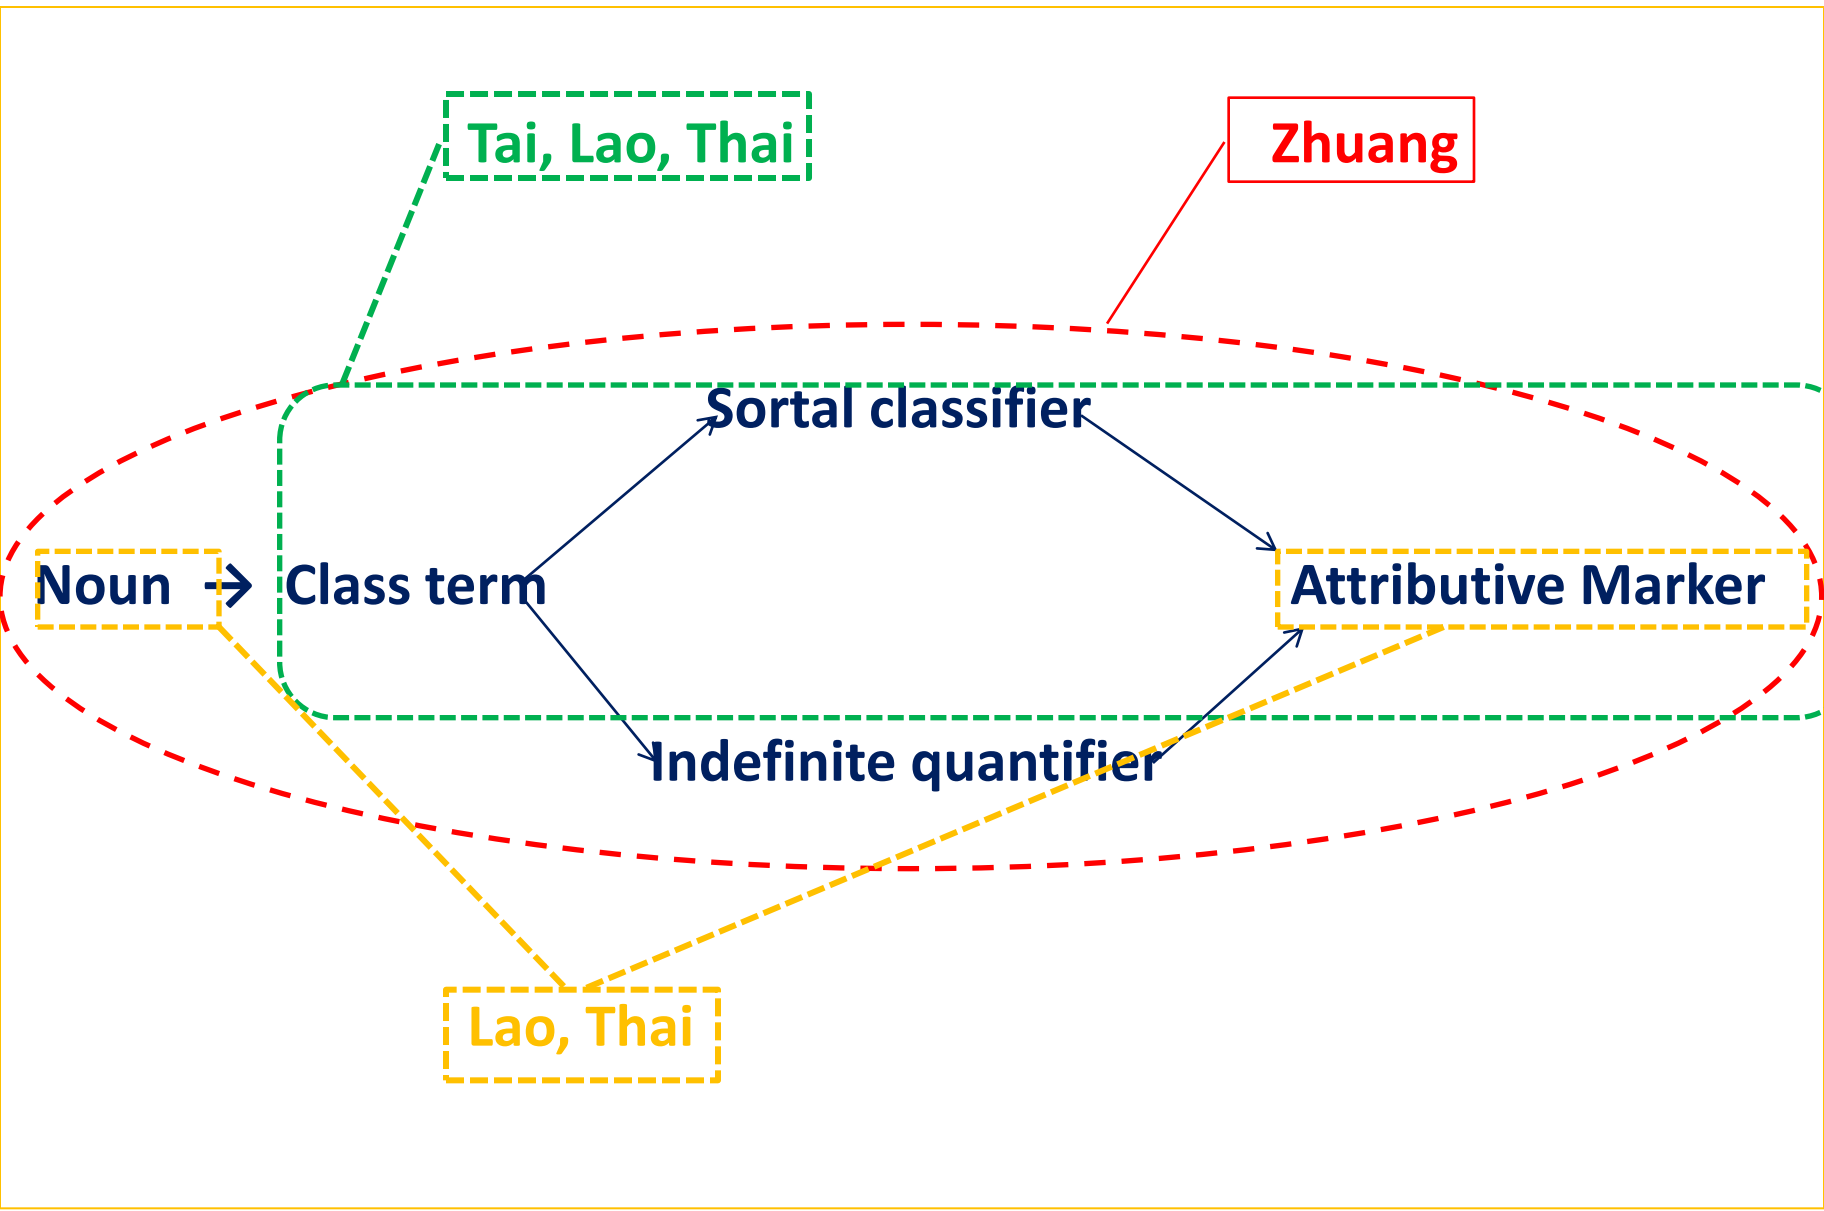 Tai, Lao, Thai
Zhuang
Sortal classifier
Noun → Class term
Attributive Marker
Indefinite quantifier
Lao, Thai